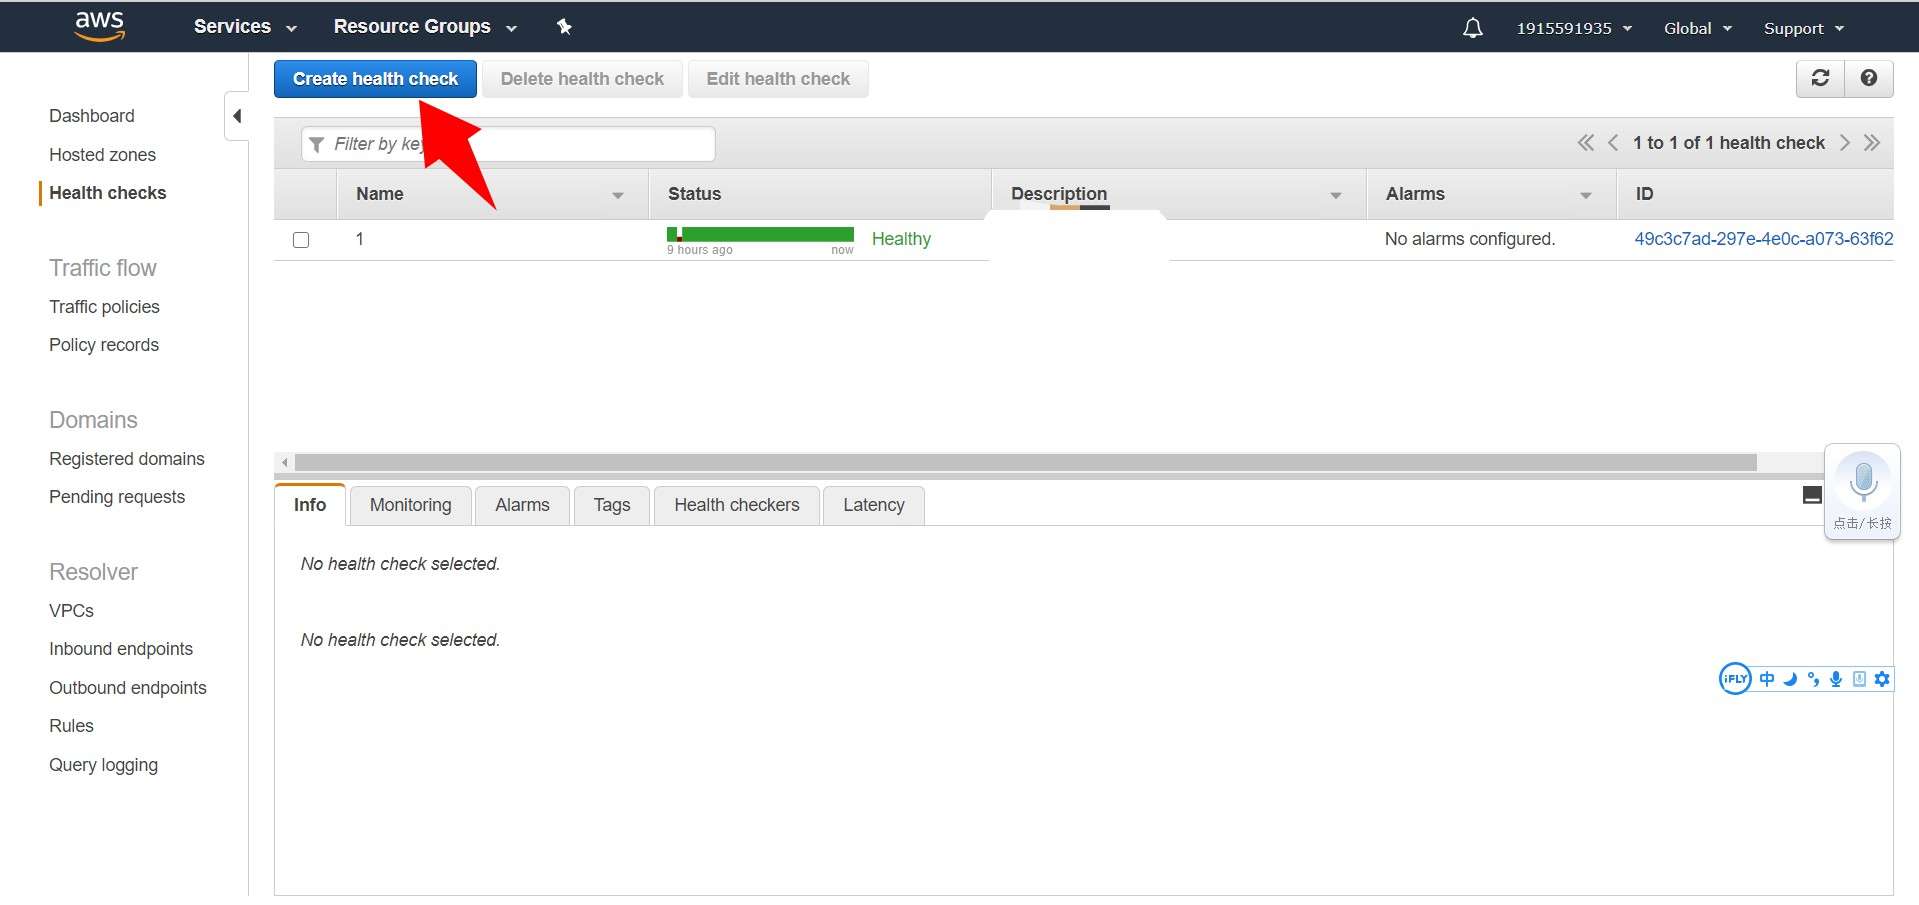 aws Services Resource Groups 1915591935 Global Support
Create health check Delete health check Edit health check
Dashboard
Hosted zones
Health checks
Traffic flow
Traffic policies
Policy records
Domains
Registered domains
Pending requests
Resolver
VPCs
Inbound endpoints
Outbound endpoints
Rules
Query logging
Filter by 1 to 1 of 1 health check
Name Status Description Alarms ID
1 9 hours ago now Healthy No alarms configured. 49c3c7ad-297e-4e0c-a073-63f62
Info Monitoring Alarms Tags Health checkers Latency
No health check selected.
No health check selected.
点击/长按
iFLY 中